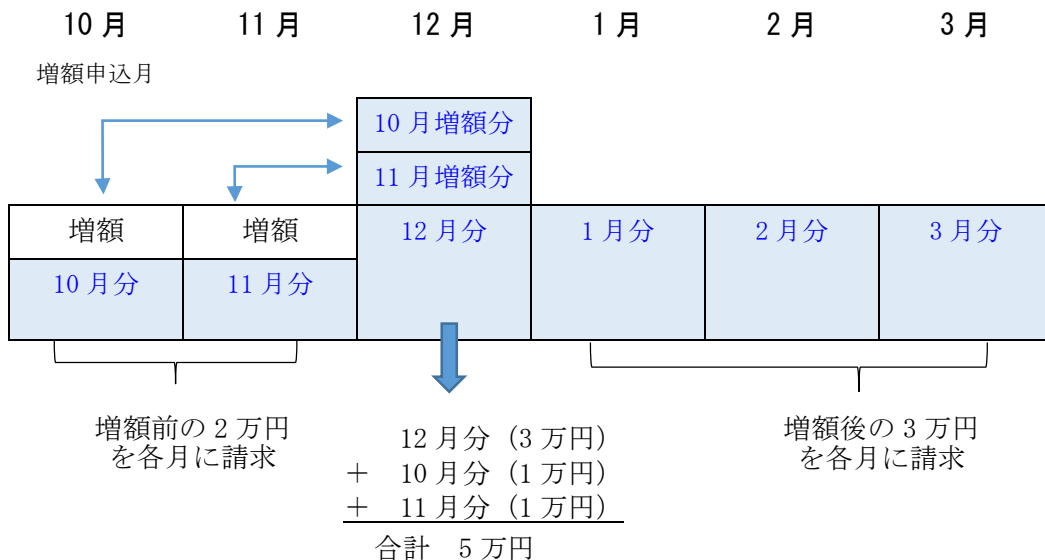 10月 11月 12月 1月 2月 3月
増額申込月
10月増額分
11月増額分
増額 増額 12月分 1月分 2月分 3月分
10月分 11月分
増額前の2万円
を各月に請求
12月分（3万円）
＋ 10月分（1万円）
＋ 11月分（1万円）
合計 5万円
増額後の3万円
を各月に請求